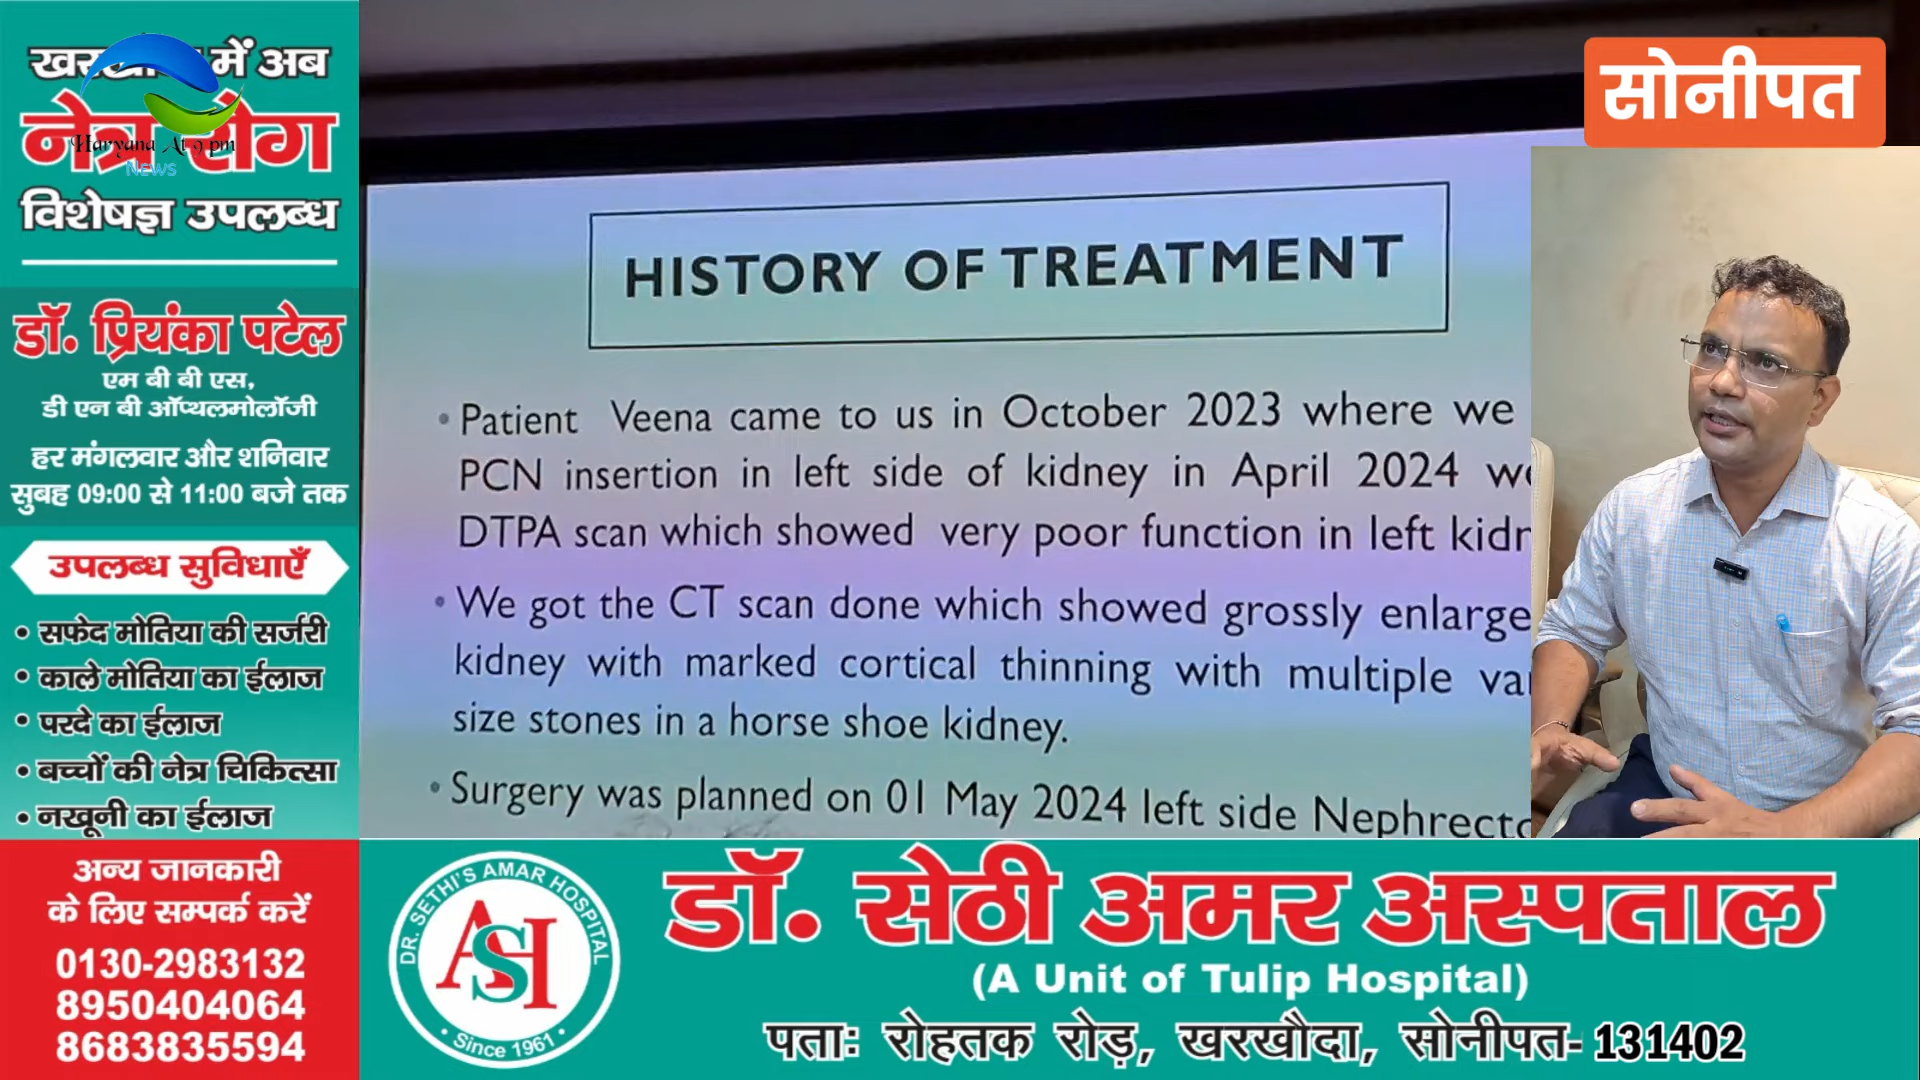 खरखौदा में अब
नेत्र रोग
विशेषज्ञ उपलब्ध
Haryana At 9 pm
News
डॉ. प्रियंका पटेल
एम बी बी एस,
डी एन बी ऑप्थलमोलॉजी
हर मंगलवार और शनिवार
सुबह 09:00 से 11:00 बजे तक
उपलब्ध सुविधाएँ
• सफेद मोतिया की सर्जरी
• काले मोतिया का ईलाज
• परदे का ईलाज
• बच्चों की नेत्र चिकित्सा
• नखूनी का ईलाज
अन्य जानकारी
के लिए सम्पर्क करें
0130-2983132
8950404064
8683835594
सोनीपत
HISTORY OF TREATMENT
• Patient Veena came to us in October 2023 where we
PCN insertion in left side of kidney in April 2024
DTPA scan which showed very poor function in left
• We got the CT scan done which showed grossly
kidney with marked cortical thinning with multiple
size stones in a horse shoe kidney.
• Surgery was planned on 01 May 2024 left side
DR. SETHI'S AMAR HOSPITAL
ASH
• Since 1961 •
डॉ. सेठी अमर अस्पताल
(A Unit of Tulip Hospital)
पताः रोहतक रोड़, खरखौदा, सोनीपत- 131402